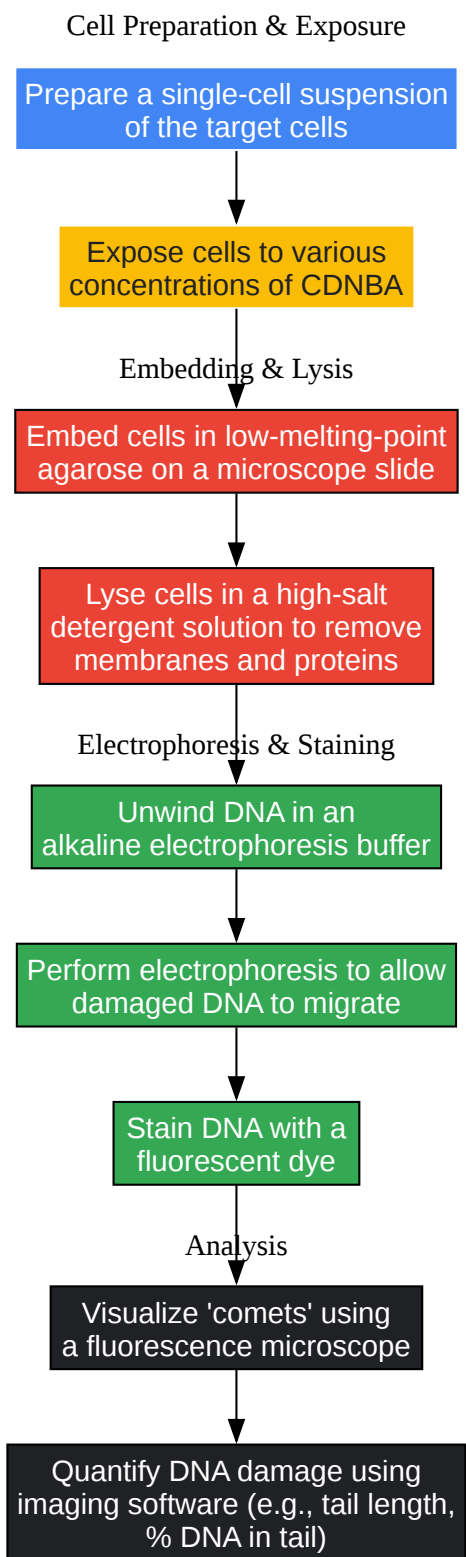 Cell Preparation & Exposure
Prepare a single-cell suspension
of the target cells
Expose cells to various
concentrations of CDNBA
Embedding & Lysis
Embed cells in low-melting-point
agarose on a microscope slide
Lyse cells in a high-salt
detergent solution to remove
membranes and proteins
Electrophoresis & Staining
Unwind DNA in an
alkaline electrophoresis buffer
Perform electrophoresis to allow
damaged DNA to migrate
Stain DNA with a
fluorescent dye
Analysis
Visualize 'comets' using
a fluorescence microscope
Quantify DNA damage using
imaging software (e.g., tail length,
% DNA in tail)